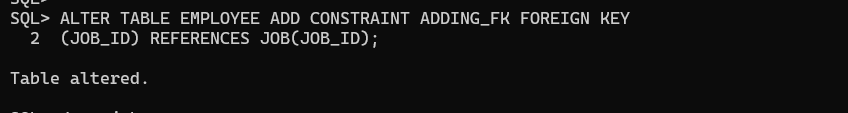 SQL> ALTER TABLE EMPLOYEE ADD CONSTRAINT ADDING_FK FOREIGN KEY
  2  (JOB_ID) REFERENCES JOB(JOB_ID);
Table altered.